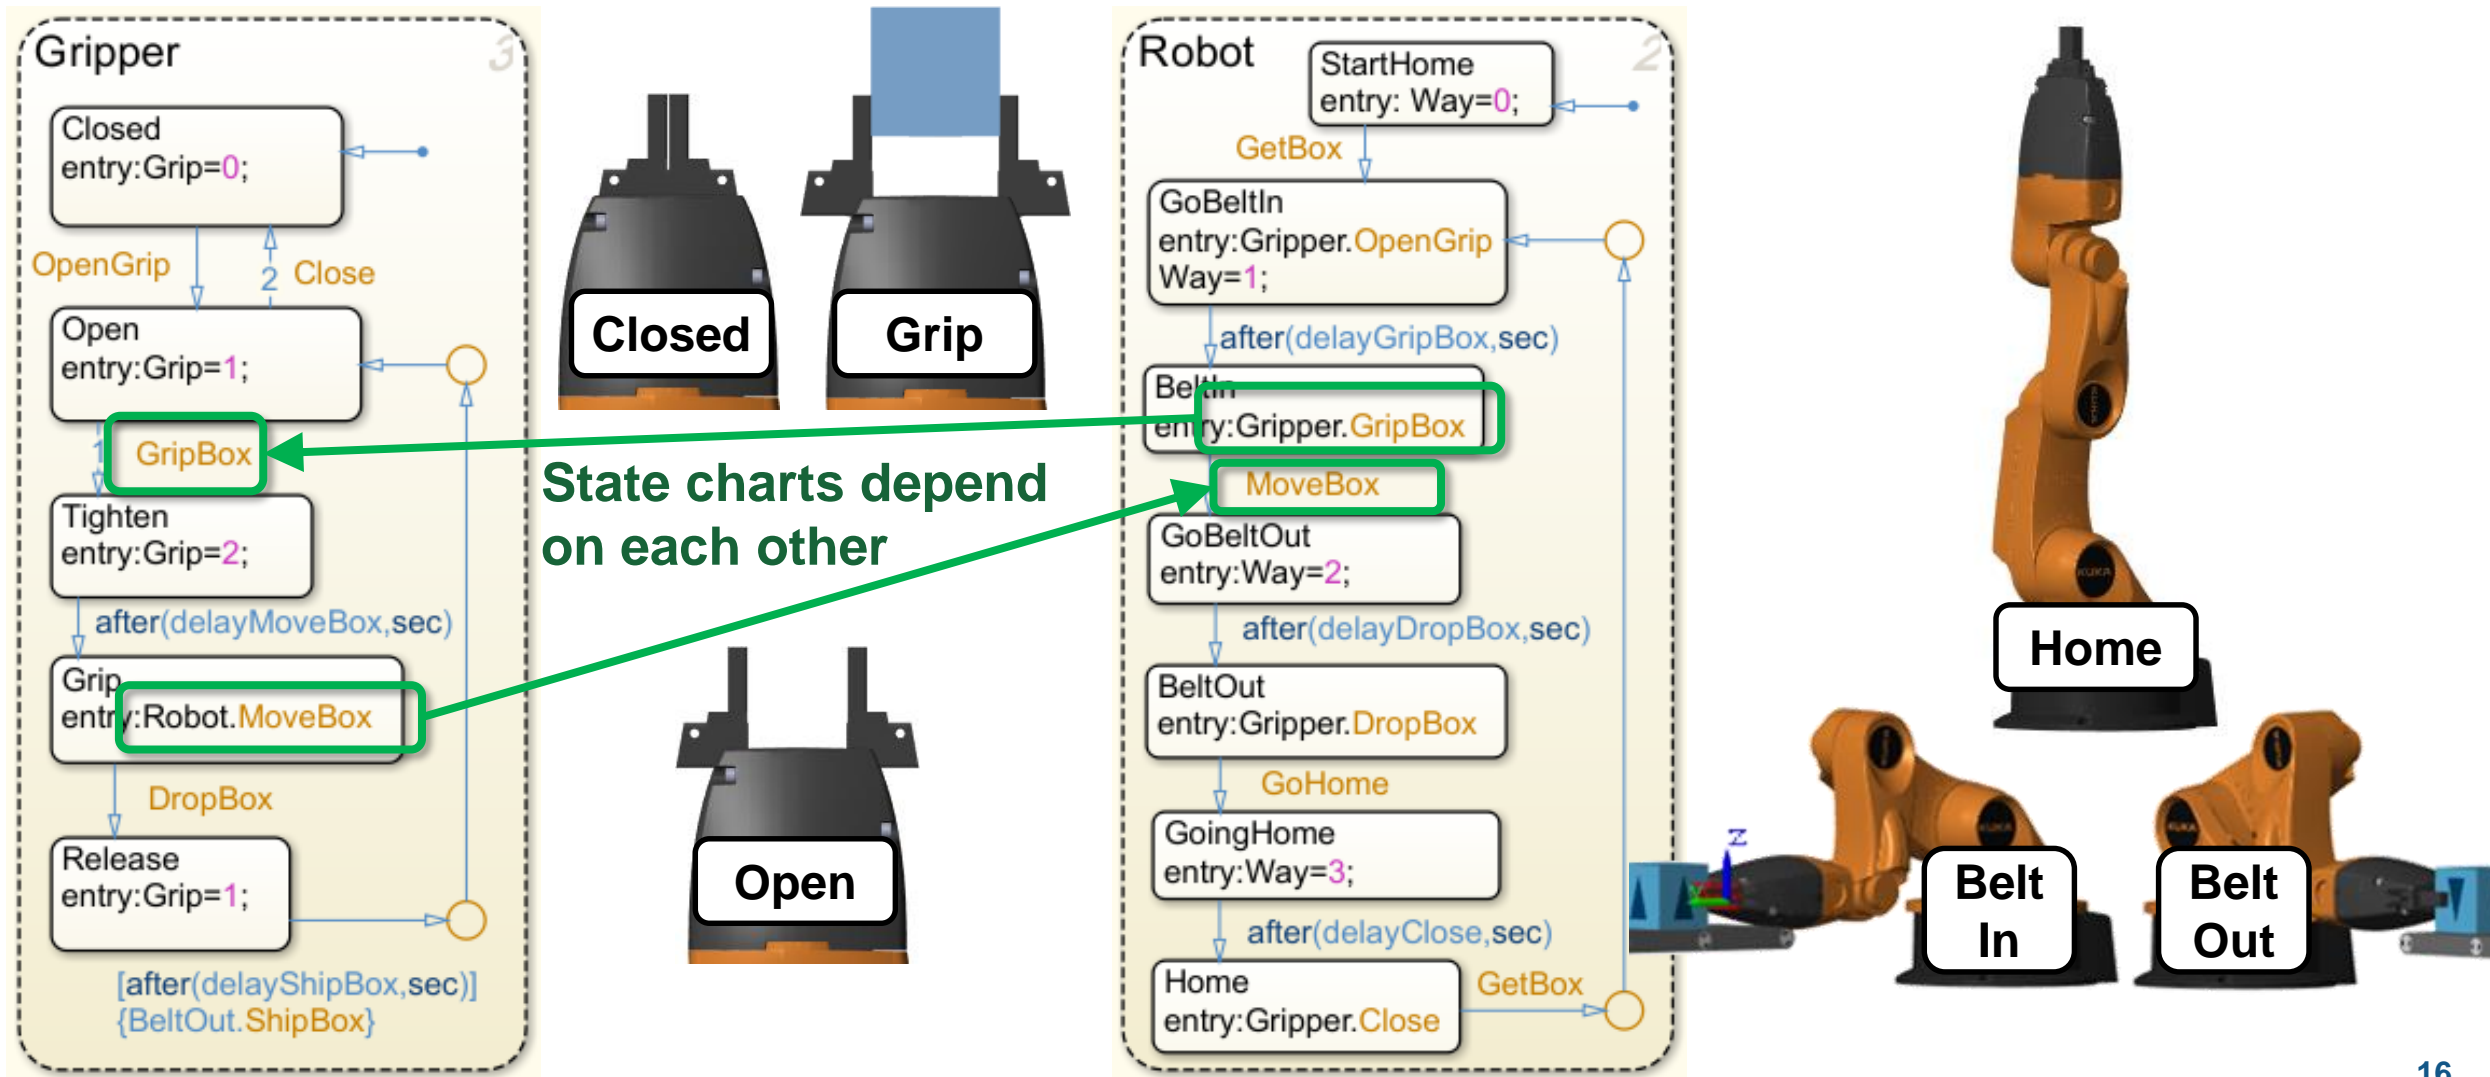 Gripper
3
Closed
entry:Grip=0;
OpenGrip
2
Close
Open
entry:Grip=1;
1
GripBox
Tighten
entry:Grip=2;
after(delayMoveBox,sec)
Grip
entry:Robot.MoveBox
DropBox
Release
entry:Grip=1;
[after(delayShipBox,sec)]
{BeltOut.ShipBox}
Closed
Grip
State charts depend
on each other
Open
Robot
2
StartHome
entry: Way=0;
GetBox
GoBeltIn
entry:Gripper.OpenGrip
Way=1;
after(delayGripBox,sec)
BeltIn
entry:Gripper.GripBox
MoveBox
GoBeltOut
entry:Way=2;
after(delayDropBox,sec)
BeltOut
entry:Gripper.DropBox
GoHome
GoingHome
entry:Way=3;
after(delayClose,sec)
Home
entry:Gripper.Close
GetBox
KUKA
Home
Z
KUKA
Belt
In
KUKA
Belt
Out
16